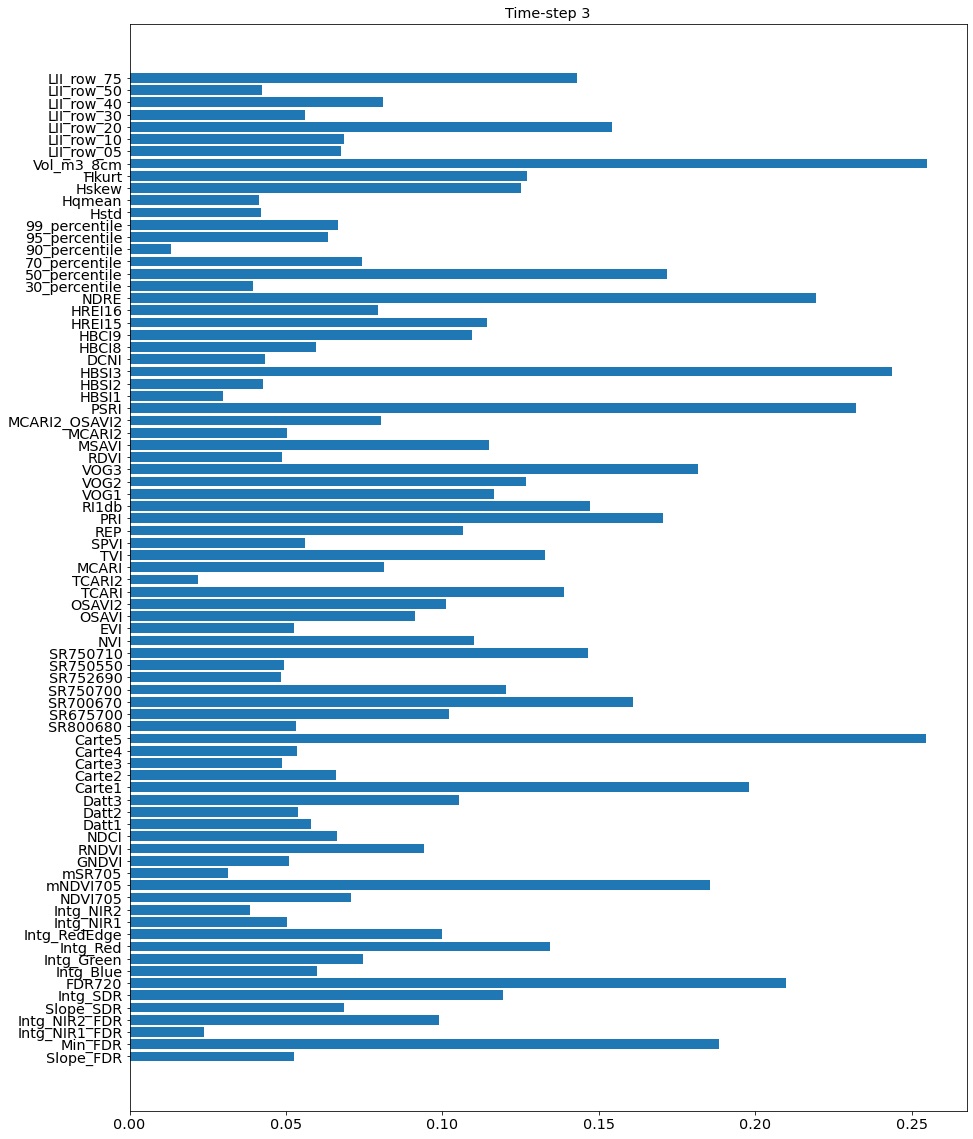 Time-step 3
LII_row_75
LII_row_50
LII_row_40
LII_row_30
LII_row_20
LII_row_10
LII_row_05
Vol_m3_8cm
Hkurt
Hskew
Hqmean
Hstd
99_percentile
95_percentile
90_percentile
70_percentile
50_percentile
30_percentile
NDRE
HREI16
HREI15
HBCI9
HBCI8
DCNI
HBSI3
HBSI2
HBSI1
PSRI
MCARI2_OSAVI2
MCARI2
MSAVI
RDVI
VOG3
VOG2
VOG1
RI1db
PRI
REP
SPVI
TVI
MCARI
TCARI2
TCARI
OSAVI2
OSAVI
EVI
NVI
SR750710
SR750550
SR752690
SR750700
SR700670
SR675700
SR800680
Carte5
Carte4
Carte3
Carte2
Carte1
Datt3
Datt2
Datt1
NDCI
RNDVI
GNDVI
mSR705
mNDVI705
NDVI705
Intg_NIR2
Intg_NIR1
Intg_RedEdge
Intg_Red
Intg_Green
Intg_Blue
FDR720
Intg_SDR
Slope_SDR
Intg_NIR2_FDR
Intg_NIR1_FDR
Min_FDR
Slope_FDR
0.00 0.05 0.10 0.15 0.20 0.25